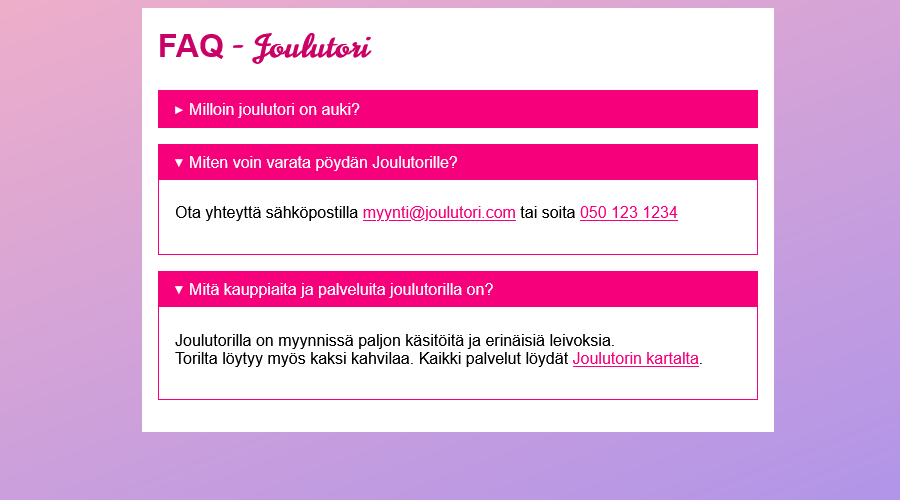 FAQ - Joulutori
▸ Milloin joulutori on auki?
▾ Miten voin varata pöydän Joulutorille?
Ota yhteyttä sähköpostilla myynti@joulutori.com tai soita 050 123 1234
▾ Mitä kauppiaita ja palveluita joulutorilla on?
Joulutorilla on myynnissä paljon käsitöitä ja erinäisiä leivoksia.
Torilta löytyy myös kaksi kahvilaa. Kaikki palvelut löydät Joulutorin kartalta.